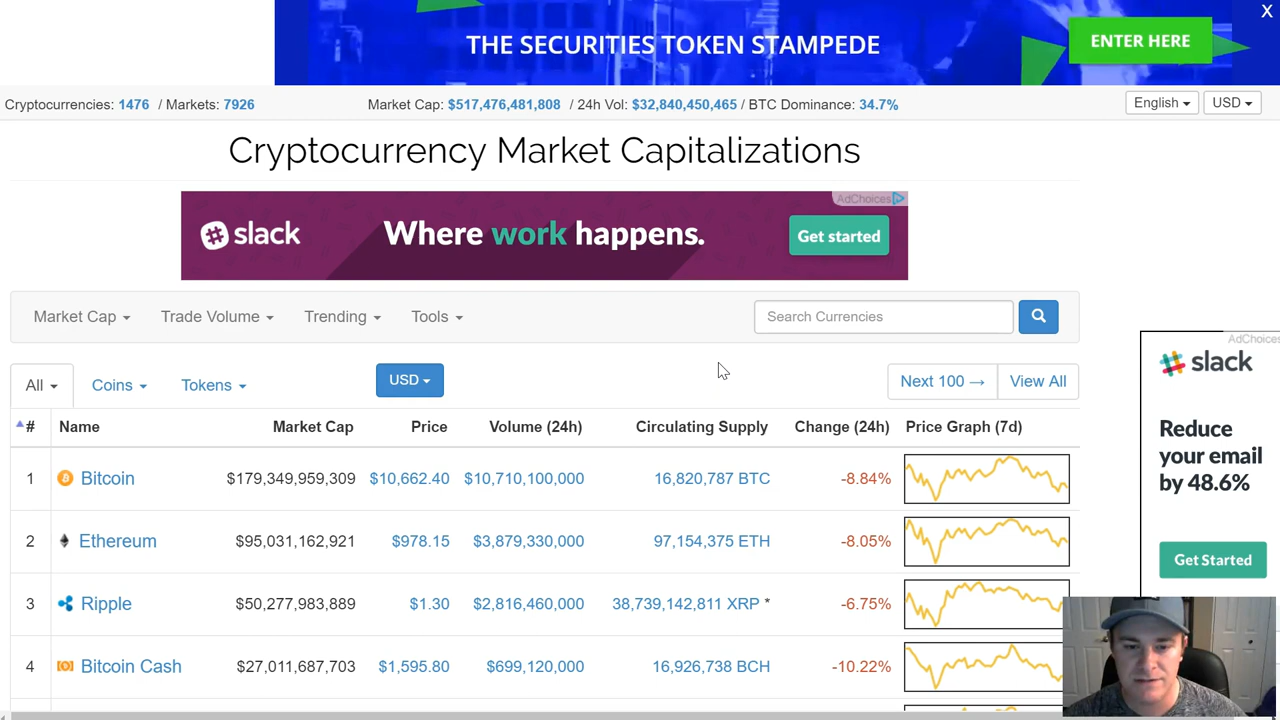 X
THE SECURITIES TOKEN STAMPEDE
ENTER HERE
Cryptocurrencies: 1476 / Markets: 7926
Market Cap: $517,476,481,808 / 24h Vol: $32,840,450,465 / BTC Dominance: 34.7%
English
USD
Cryptocurrency Market Capitalizations
AdChoices
slack
Where work happens.
Get started
Market Cap
Trade Volume
Trending
Tools
Search Currencies
AdChoices
slack
Reduce
your email
by 48.6%
Get Started
All
Coins
Tokens
USD
Next 100 →
View All
# Name Market Cap Price Volume (24h) Circulating Supply Change (24h) Price Graph (7d)
1 Bitcoin $179,349,959,309 $10,662.40 $10,710,100,000 16,820,787 BTC -8.84%
2 Ethereum $95,031,162,921 $978.15 $3,879,330,000 97,154,375 ETH -8.05%
3 Ripple $50,277,983,889 $1.30 $2,816,460,000 38,739,142,811 XRP * -6.75%
4 Bitcoin Cash $27,011,687,703 $1,595.80 $699,120,000 16,926,738 BCH -10.22%